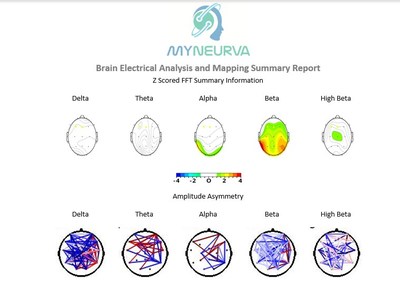 MYNEURVA
Brain Electrical Analysis and Mapping Summary Report
Z Scored FFT Summary Information
Delta Theta Alpha Beta High Beta
-4 -2 0 2 4
Amplitude Asymmetry
Delta Theta Alpha Beta High Beta